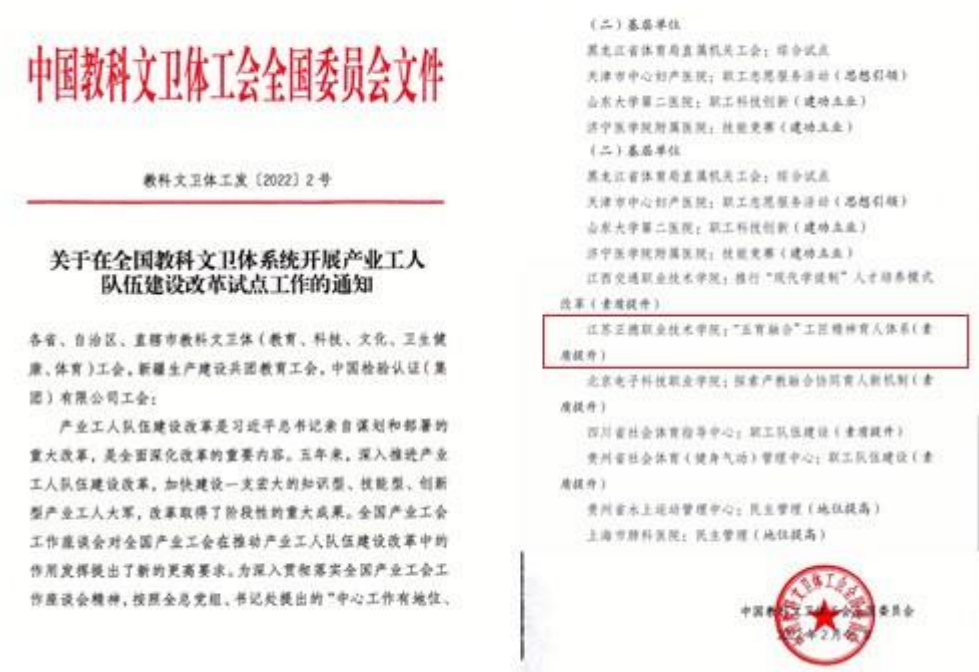 中国教科文卫体工会全国委员会文件
教科文卫体工发〔2022〕2号
关于在全国教科文卫体系统开展产业工人
队伍建设改革试点工作的通知
各省、自治区、直辖市教科文卫体（教育、科技、文化、卫生健
康、体育）工会，新疆生产建设兵团教育工会，中国检验认证（集
团）有限公司工会：
产业工人队伍建设改革是习近平总书记亲自谋划和部署的
重大改革，是全面深化改革的重要内容。五年来，深入推进产业
工人队伍建设改革，加快建设一支宏大的知识型、技能型、创新
型产业工人大军，改革取得了阶段性的重大成果。全国产业工会
工作座谈会对全国产业工会在推动产业工人队伍建设改革中的
作用发挥提出了新的更高要求。为深入贯彻落实全国产业工会工
作座谈会精神，按照全总党组、书记处提出的“中心工作有地位、
（二）基层单位
黑龙江省体育局直属机关工会：综合试点
天津市中心妇产医院：职工志愿服务活动（思想引领）
山东大学第二医院：职工科技创新（建功立业）
济宁医学院附属医院：技能竞赛（建功立业）
（二）基层单位
黑龙江省体育局直属机关工会：综合试点
天津市中心妇产医院：职工志愿服务活动（思想引领）
山东大学第二医院：职工科技创新（建功立业）
济宁医学院附属医院：技能竞赛（建功立业）
江西交通职业技术学院：推行“现代学徒制”人才培养模式
改革（素质提升）
江苏正德职业技术学院：“五育融合”工匠精神育人体系（素
质提升）
北京电子科技职业学院：探索产教融合协同育人新机制（素
质提升）
四川省社会体育指导中心：职工队伍建设（素质提升）
贵州省社会体育（健身气功）管理中心：职工队伍建设（素
质提升）
贵州省水上运动管理中心：民主管理（地位提高）
上海市肺科医院：民主管理（地位提高）
中国教科文卫体工会全国委员会
年2月